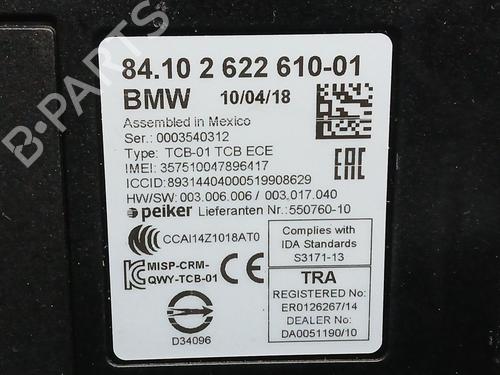 84.10 2 622 610-01
BMW 10/04/18
Assembled in Mexico
Ser.: 0003540312
Type: TCB-01 TCB ECE
IMEI: 357510047896417
ICCID: 89314404000519908629
HW/SW: 003.006.006 / 003.017.040
peiker Lieferanten Nr.: 550760-10
CCAI14Z1018AT0
Complies with
IDA Standards
S3171-13
MISP-CRM-
QWY-TCB-01
CE
EAC
TRA
REGISTERED No:
ER0126267/14
DEALER No:
DA0051190/10
D34096
B-PARTS